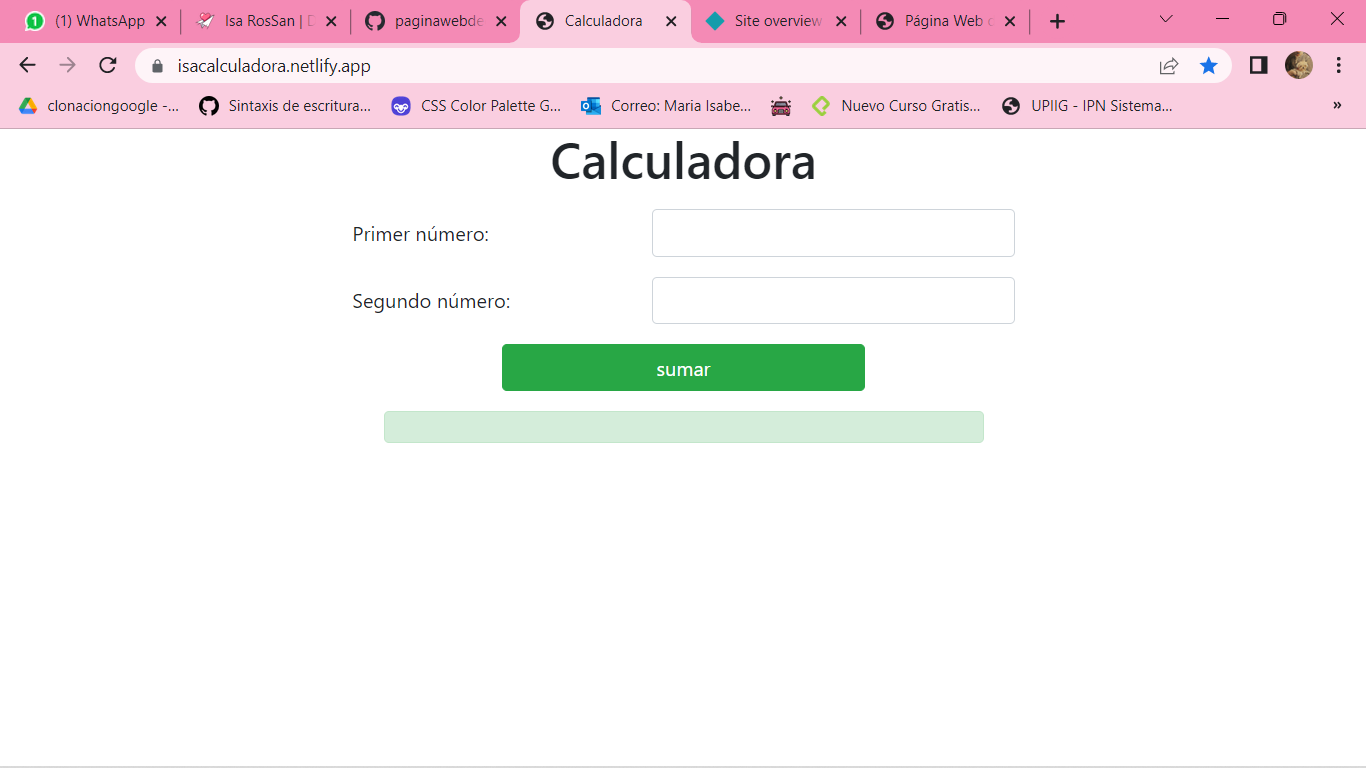 (1) WhatsApp
Isa RosSan | D
paginawebde
Calculadora
Site overview
Página Web d
isacalculadora.netlify.app
clonaciongoogle -...
Sintaxis de escritura...
CSS Color Palette G...
Correo: Maria Isabe...
Nuevo Curso Gratis...
UPIIG - IPN Sistema...
»
Calculadora
Primer número:
Segundo número:
sumar